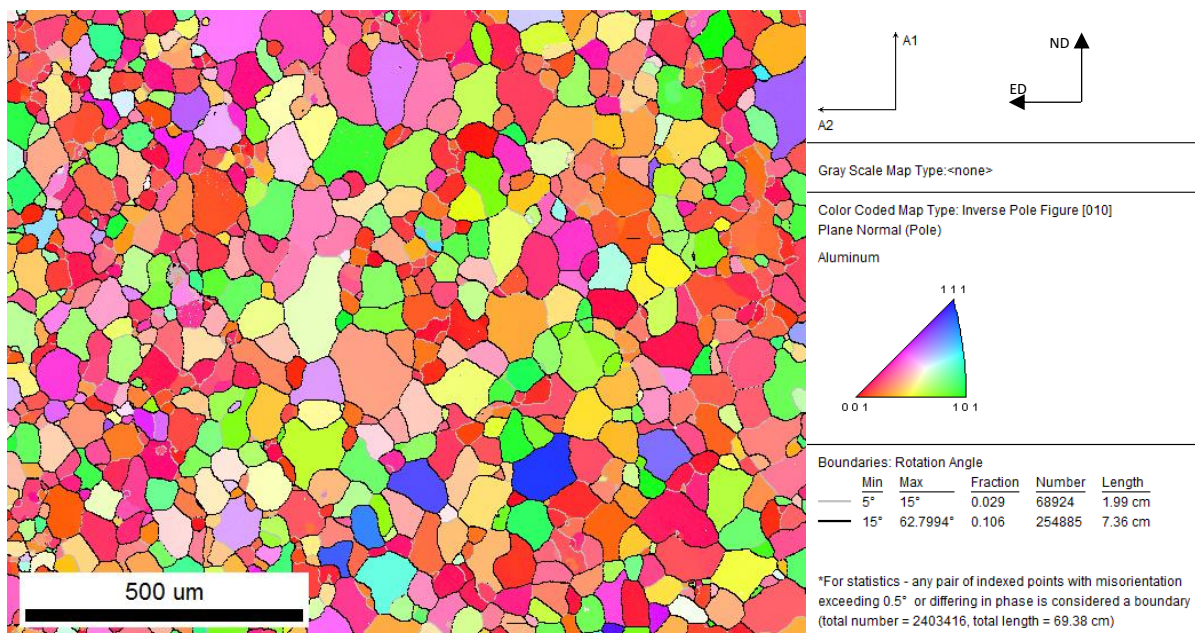 500 um
A1
A2
ND
ED
Gray Scale Map Type:<none>
Color Coded Map Type: Inverse Pole Figure [010]
Plane Normal (Pole)
Aluminum
1 1 1
0 0 1
1 0 1
Boundaries: Rotation Angle
Min Max Fraction Number Length
5° 15° 0.029 68924 1.99 cm
15° 62.7994° 0.106 254885 7.36 cm
*For statistics - any pair of indexed points with misorientation
exceeding 0.5° or differing in phase is considered a boundary
(total number = 2403416, total length = 69.38 cm)